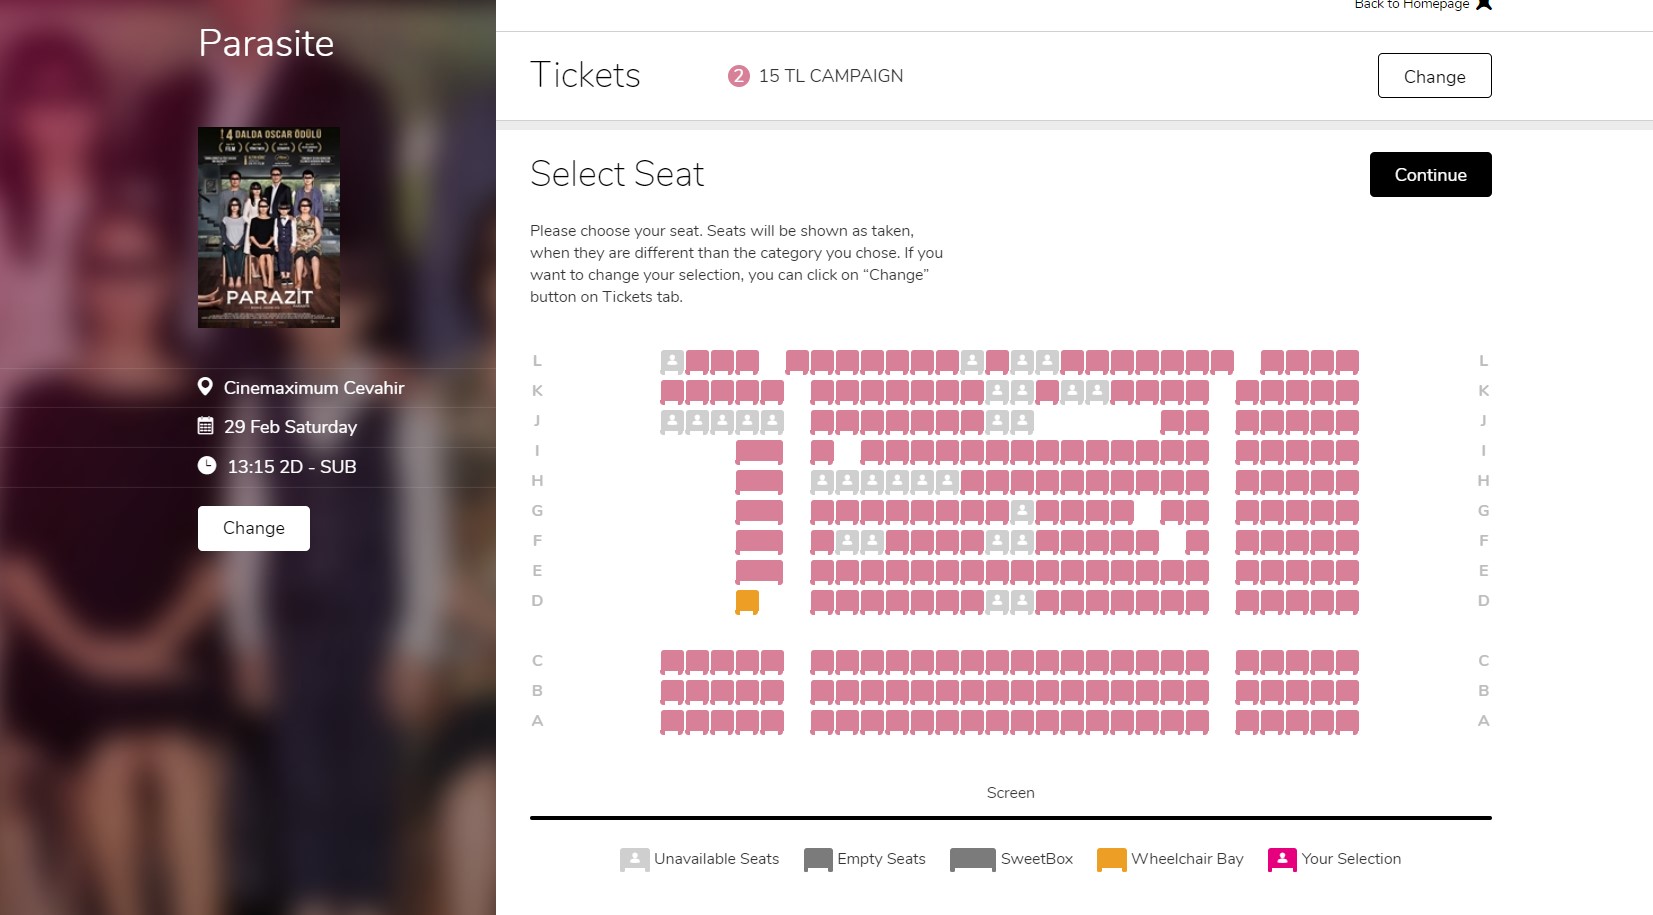 Parasite
4 DALDA OSCAR ÖDÜLÜ
PARAZİT
Cinemaximum Cevahir
29 Feb Saturday
13:15 2D - SUB
Change
Back to Homepage
Tickets
2 15 TL CAMPAIGN
Change
Select Seat
Continue
Please choose your seat. Seats will be shown as taken,
when they are different than the category you chose. If you
want to change your selection, you can click on “Change”
button on Tickets tab.
L L
K K
J J
I I
H H
G G
F F
E E
D D
C C
B B
A A
Screen
Unavailable Seats Empty Seats SweetBox Wheelchair Bay Your Selection